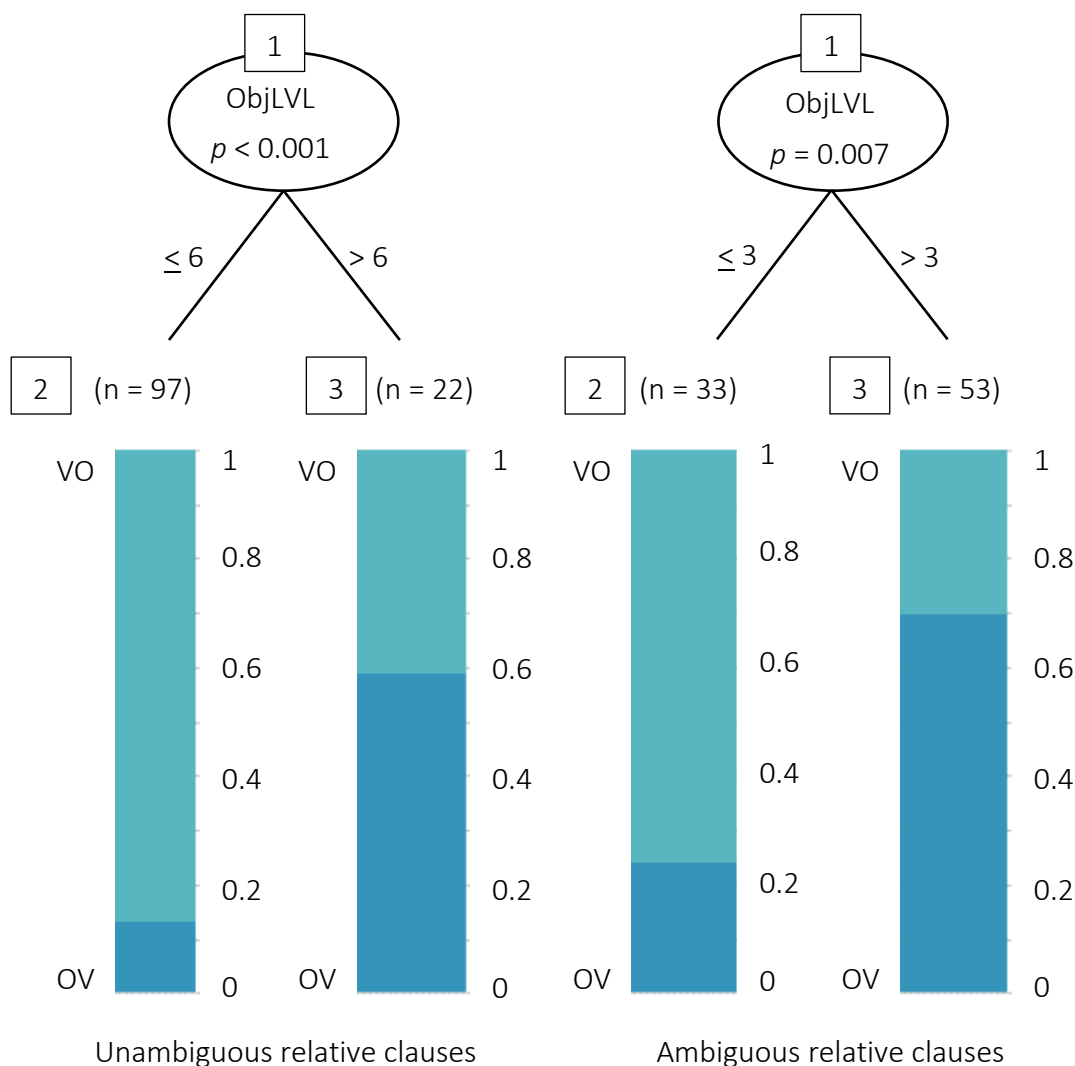 1
ObjLVL
p < 0.001
≤ 6
> 6
2 (n = 97)
3 (n = 22)
VO
1
0.8
0.6
0.4
0.2
OV
0
VO
1
0.8
0.6
0.4
0.2
OV
0
Unambiguous relative clauses
1
ObjLVL
p = 0.007
≤ 3
> 3
2 (n = 33)
3 (n = 53)
VO
1
0.8
0.6
0.4
0.2
OV
0
VO
1
0.8
0.6
0.4
0.2
OV
0
Ambiguous relative clauses